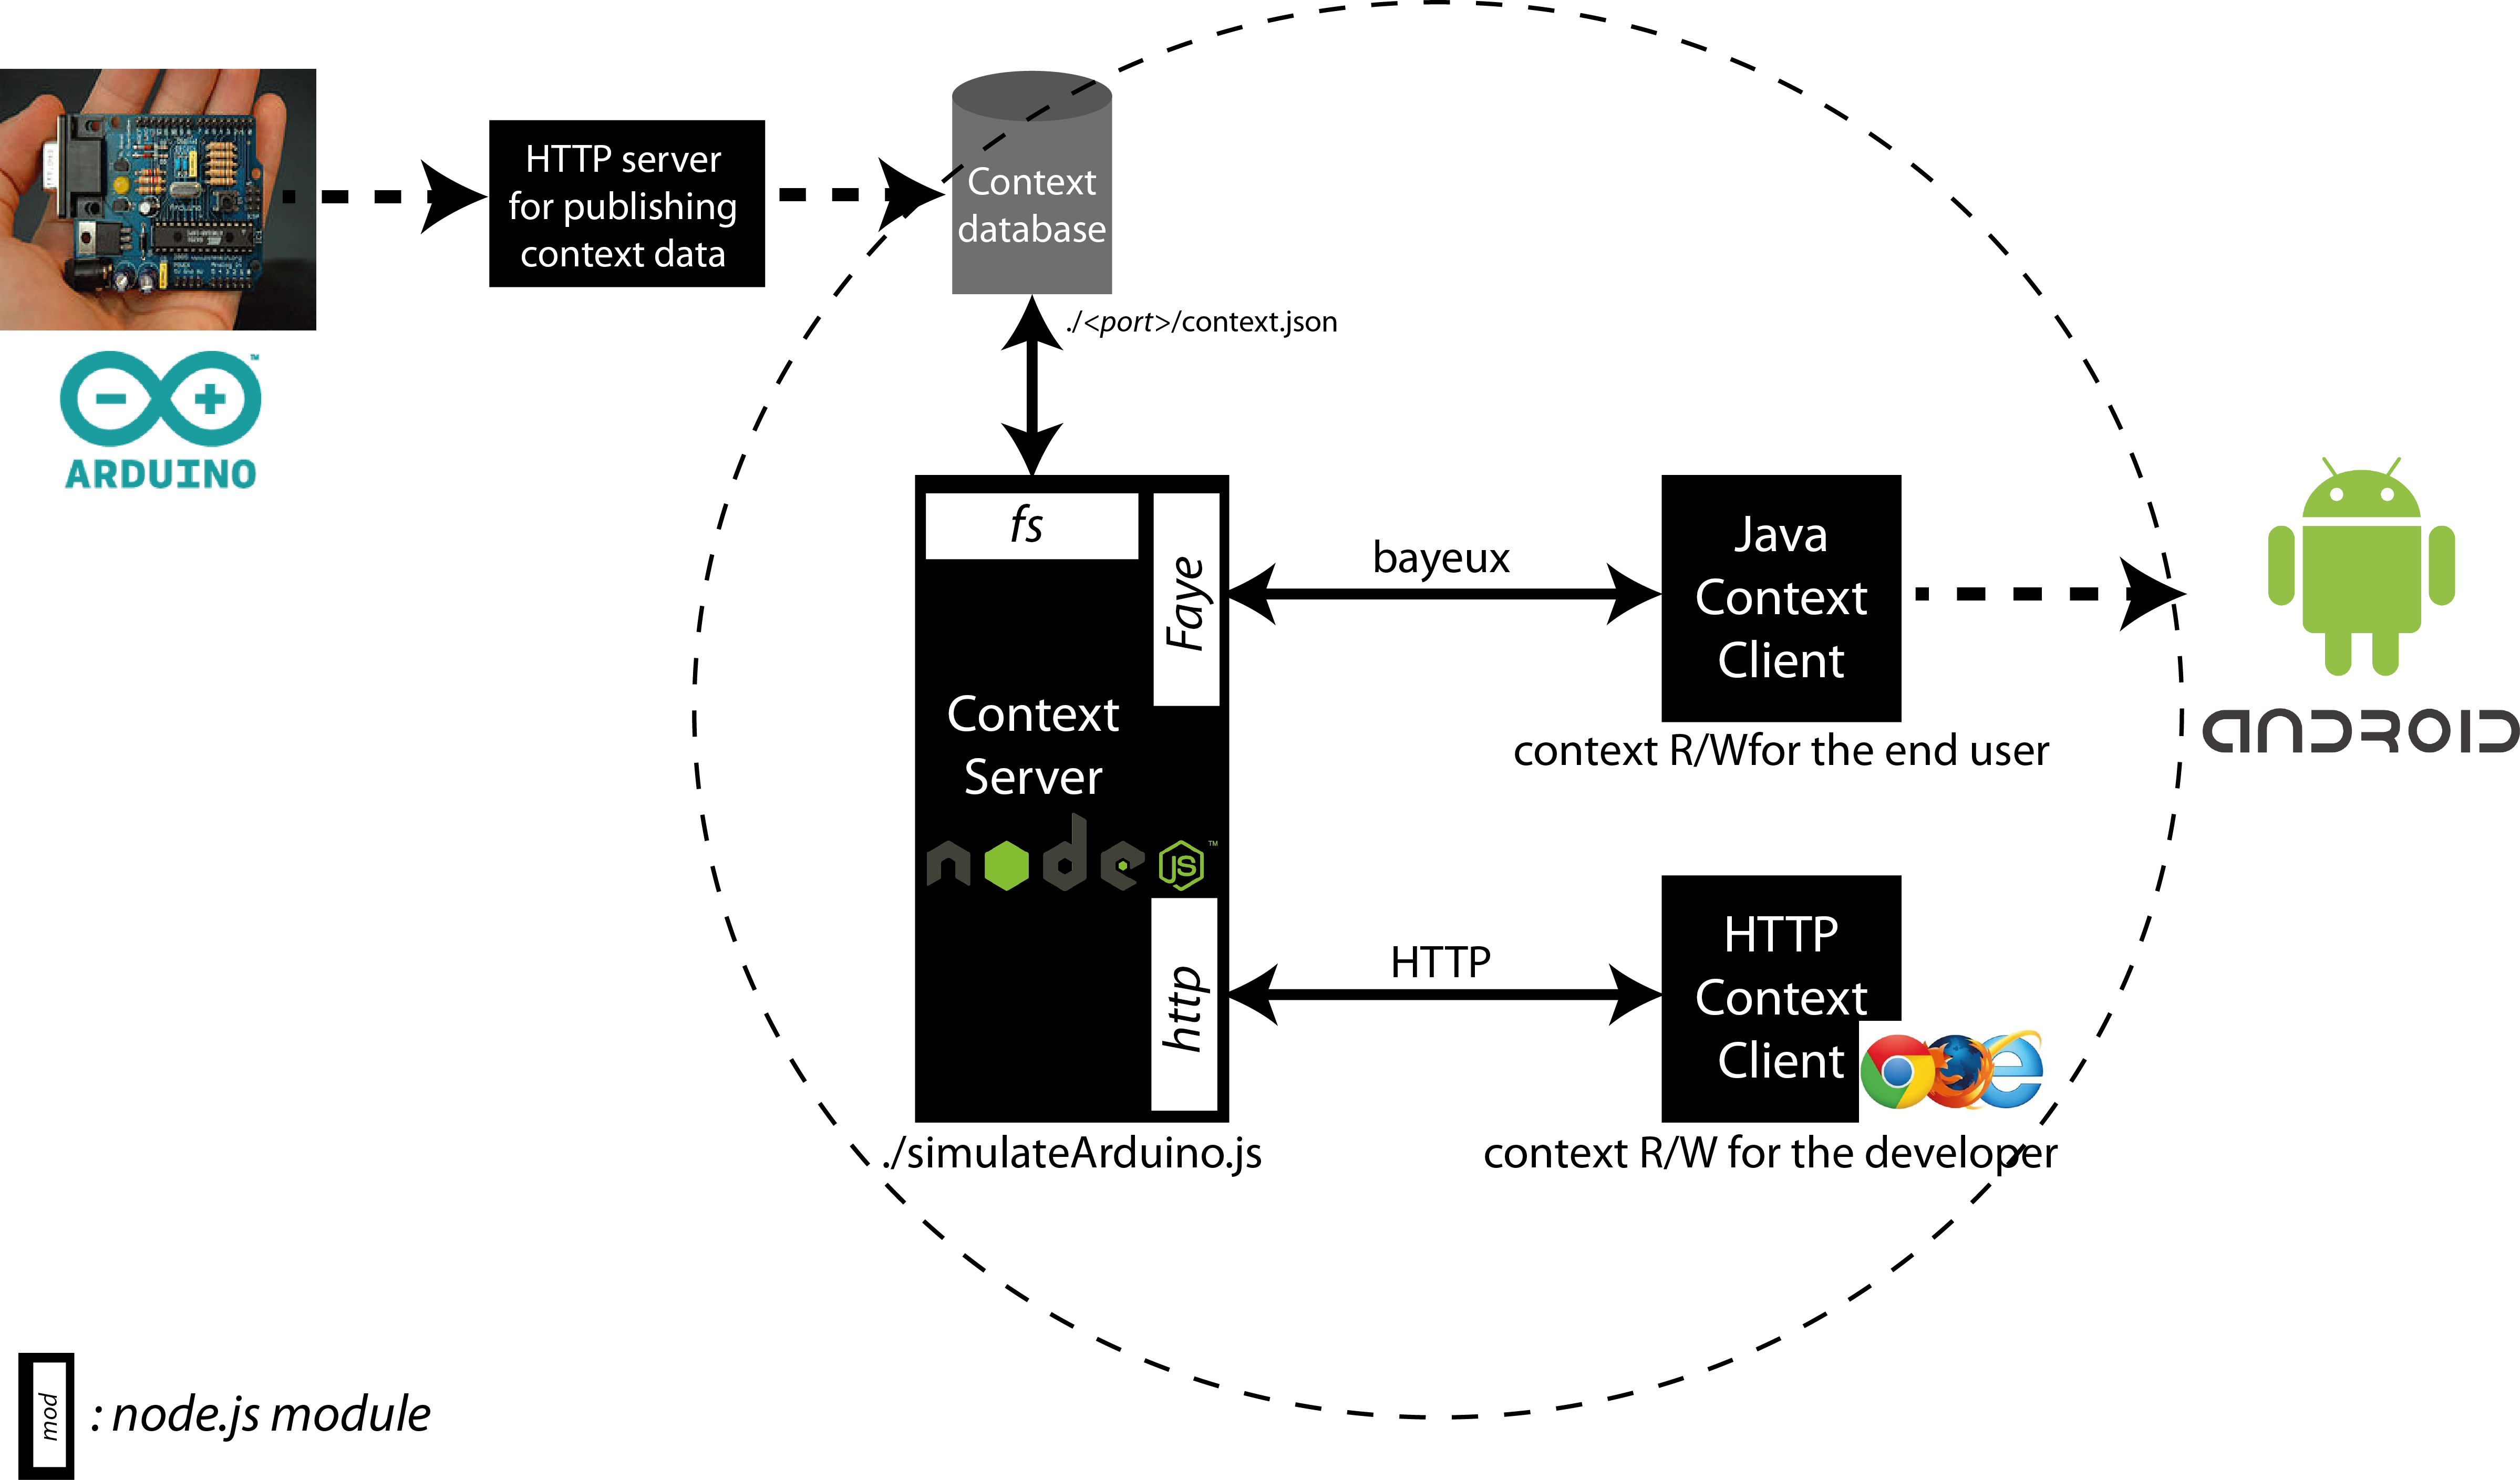 HTTP server
for publishing
context data
Context
database
./<port>/context.json
ARDUINO
TM
fs
Faye
bayeux
Java
Context
Client
context R/Wfor the end user
ANDROID
Context
Server
node
JS
TM
http
HTTP
HTTP
Context
Client
./simulateArduino.js
context R/W for the developer
mod
: node.js module